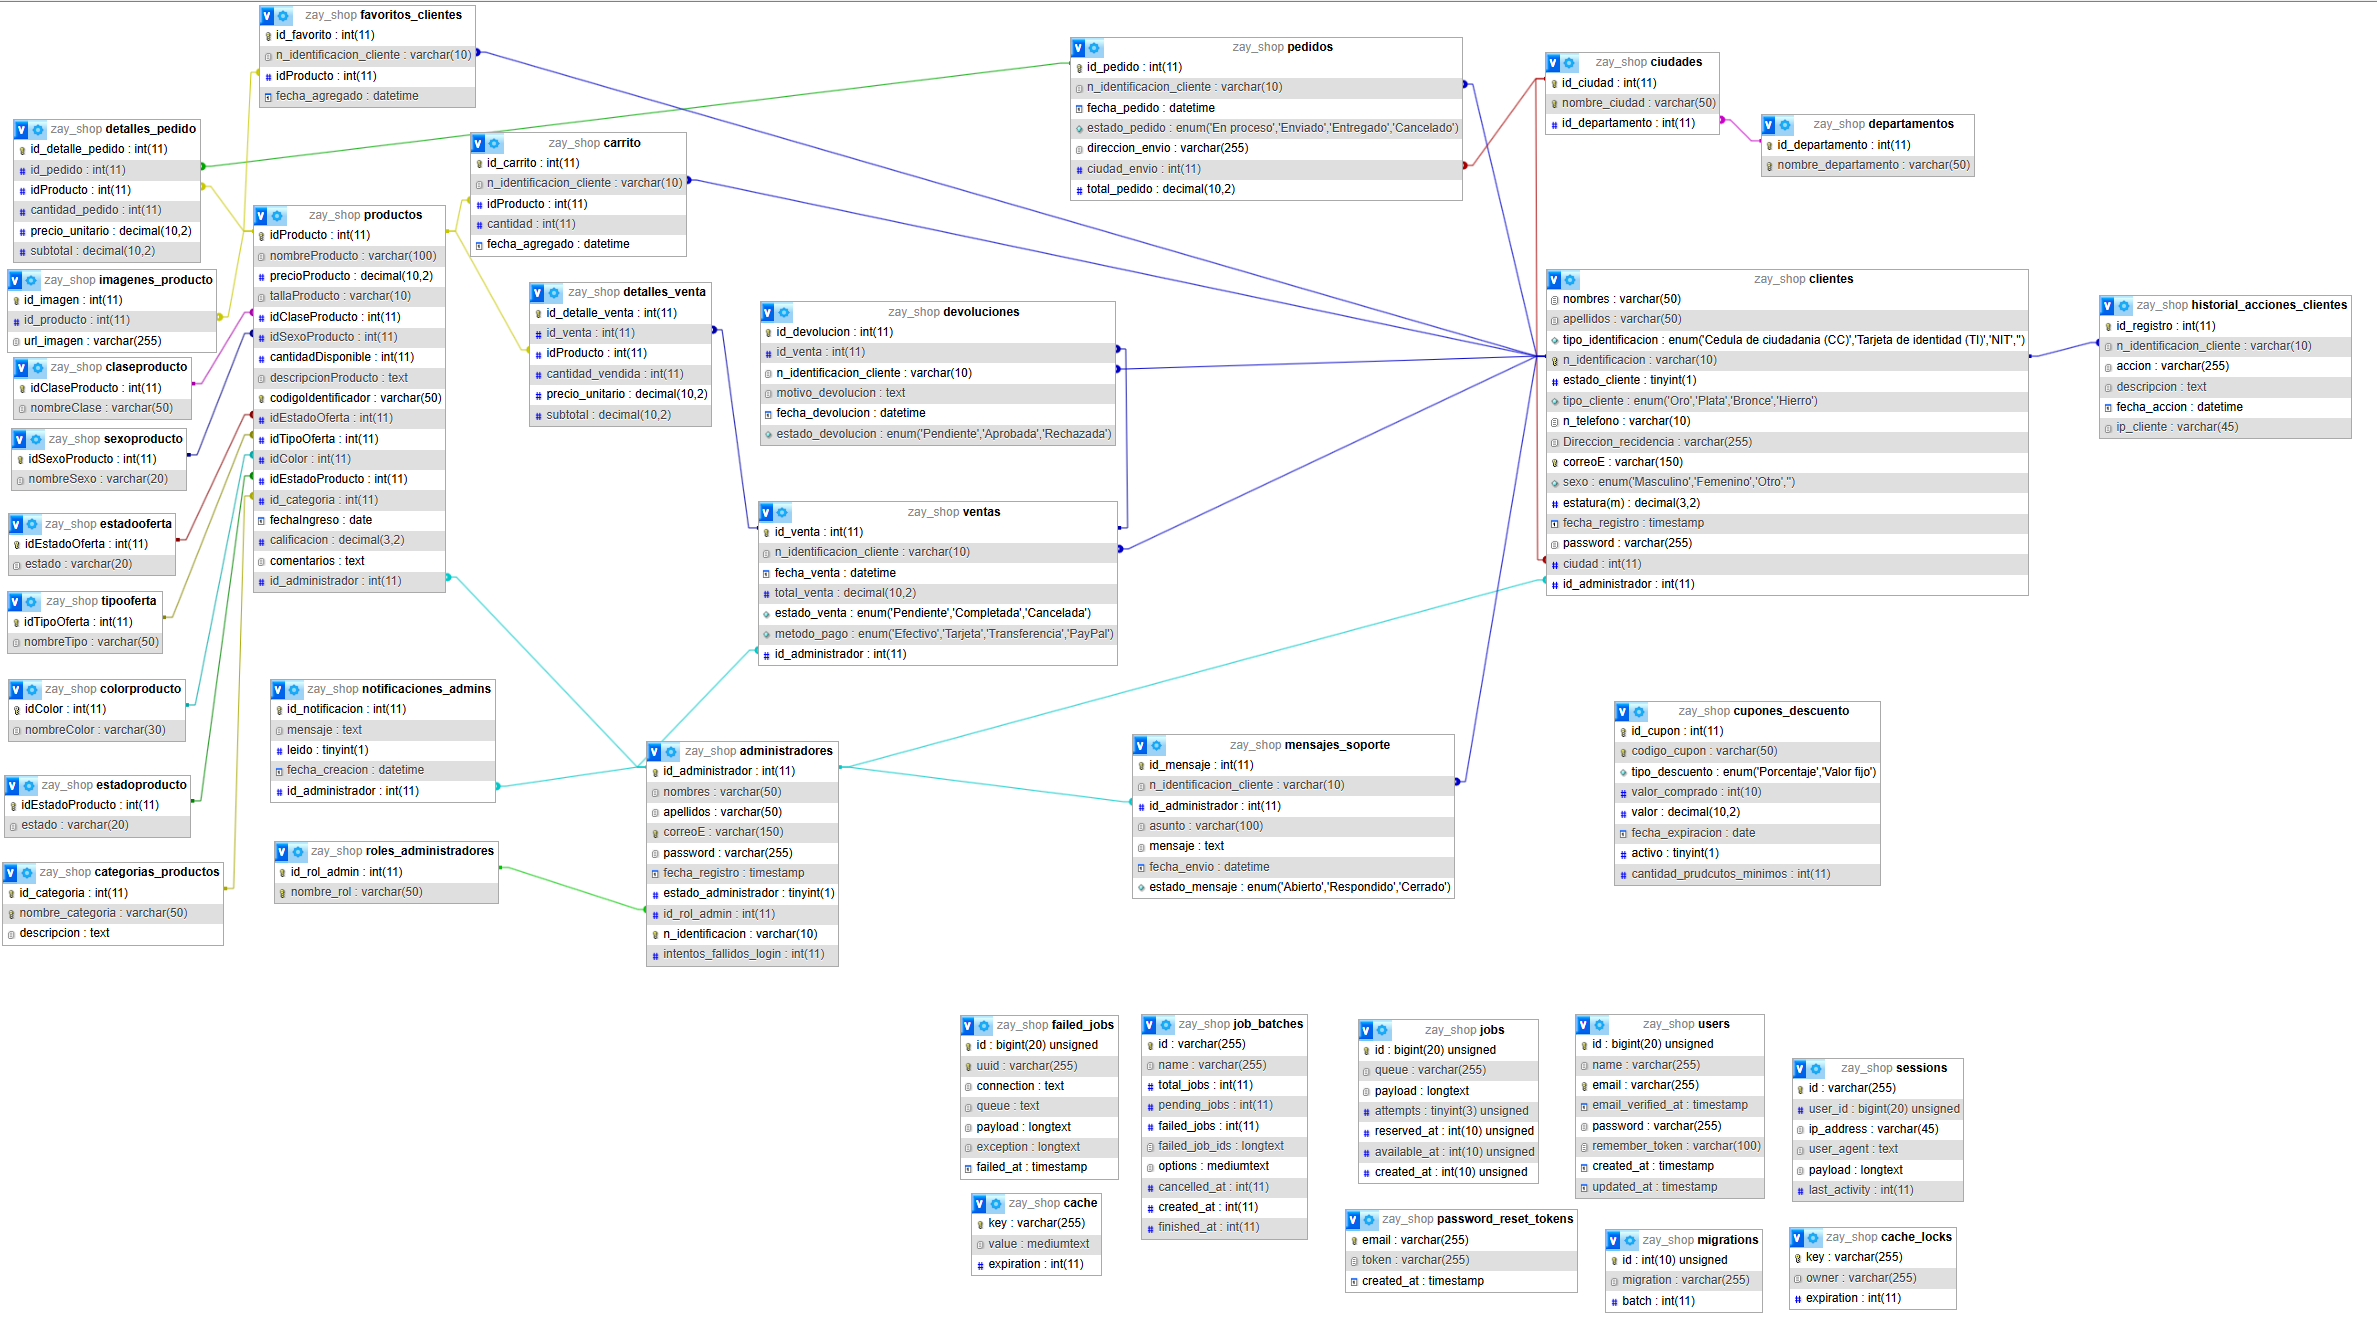 zay_shop favoritos_clientes
id_favorito : int(11)
n_identificacion_cliente : varchar(10)
idProducto : int(11)
fecha_agregado : datetime
zay_shop detalles_pedido
id_detalle_pedido : int(11)
id_pedido : int(11)
idProducto : int(11)
cantidad_pedido : int(11)
precio_unitario : decimal(10,2)
subtotal : decimal(10,2)
zay_shop imagenes_producto
id_imagen : int(11)
id_producto : int(11)
url_imagen : varchar(255)
zay_shop claseproducto
idClaseProducto : int(11)
nombreClase : varchar(50)
zay_shop sexoproducto
idSexoProducto : int(11)
nombreSexo : varchar(20)
zay_shop estadooferta
idEstadoOferta : int(11)
estado : varchar(20)
zay_shop tipooferta
idTipoOferta : int(11)
nombreTipo : varchar(50)
zay_shop colorproducto
idColor : int(11)
nombreColor : varchar(30)
zay_shop estadoproducto
idEstadoProducto : int(11)
estado : varchar(20)
zay_shop categorias_productos
id_categoria : int(11)
nombre_categoria : varchar(50)
descripcion : text
zay_shop productos
idProducto : int(11)
nombreProducto : varchar(100)
precioProducto : decimal(10,2)
tallaProducto : varchar(10)
idClaseProducto : int(11)
idSexoProducto : int(11)
cantidadDisponible : int(11)
descripcionProducto : text
codigoIdentificador : varchar(50)
idEstadoOferta : int(11)
idTipoOferta : int(11)
idColor : int(11)
idEstadoProducto : int(11)
id_categoria : int(11)
fechaIngreso : date
calificacion : decimal(3,2)
comentarios : text
id_administrador : int(11)
zay_shop carrito
id_carrito : int(11)
n_identificacion_cliente : varchar(10)
idProducto : int(11)
cantidad : int(11)
fecha_agregado : datetime
zay_shop detalles_venta
id_detalle_venta : int(11)
id_venta : int(11)
idProducto : int(11)
cantidad_vendida : int(11)
precio_unitario : decimal(10,2)
subtotal : decimal(10,2)
zay_shop devoluciones
id_devolucion : int(11)
id_venta : int(11)
n_identificacion_cliente : varchar(10)
motivo_devolucion : text
fecha_devolucion : datetime
estado_devolucion : enum('Pendiente','Aprobada','Rechazada')
zay_shop ventas
id_venta : int(11)
n_identificacion_cliente : varchar(10)
fecha_venta : datetime
total_venta : decimal(10,2)
estado_venta : enum('Pendiente','Completada','Cancelada')
metodo_pago : enum('Efectivo','Tarjeta','Transferencia','PayPal')
id_administrador : int(11)
zay_shop notificaciones_admins
id_notificacion : int(11)
mensaje : text
leido : tinyint(1)
fecha_creacion : datetime
id_administrador : int(11)
zay_shop roles_administradores
id_rol_admin : int(11)
nombre_rol : varchar(50)
zay_shop administradores
id_administrador : int(11)
nombres : varchar(50)
apellidos : varchar(50)
correoE : varchar(150)
password : varchar(255)
fecha_registro : timestamp
estado_administrador : tinyint(1)
id_rol_admin : int(11)
n_identificacion : varchar(10)
intentos_fallidos_login : int(11)
zay_shop pedidos
id_pedido : int(11)
n_identificacion_cliente : varchar(10)
fecha_pedido : datetime
estado_pedido : enum('En proceso','Enviado','Entregado','Cancelado')
direccion_envio : varchar(255)
ciudad_envio : int(11)
total_pedido : decimal(10,2)
zay_shop ciudades
id_ciudad : int(11)
nombre_ciudad : varchar(50)
id_departamento : int(11)
zay_shop departamentos
id_departamento : int(11)
nombre_departamento : varchar(50)
zay_shop clientes
nombres : varchar(50)
apellidos : varchar(50)
tipo_identificacion : enum('Cedula de ciudadania (CC)','Tarjeta de identidad (TI)','NIT','')
n_identificacion : varchar(10)
estado_cliente : tinyint(1)
tipo_cliente : enum('Oro','Plata','Bronce','Hierro')
n_telefono : varchar(10)
Direccion_recidencia : varchar(255)
correoE : varchar(150)
sexo : enum('Masculino','Femenino','Otro','')
estatura(m) : decimal(3,2)
fecha_registro : timestamp
password : varchar(255)
ciudad : int(11)
id_administrador : int(11)
zay_shop historial_acciones_clientes
id_registro : int(11)
n_identificacion_cliente : varchar(10)
accion : varchar(255)
descripcion : text
fecha_accion : datetime
ip_cliente : varchar(45)
zay_shop mensajes_soporte
id_mensaje : int(11)
n_identificacion_cliente : varchar(10)
id_administrador : int(11)
asunto : varchar(100)
mensaje : text
fecha_envio : datetime
estado_mensaje : enum('Abierto','Respondido','Cerrado')
zay_shop cupones_descuento
id_cupon : int(11)
codigo_cupon : varchar(50)
tipo_descuento : enum('Porcentaje','Valor fijo')
valor_comprado : int(10)
valor : decimal(10,2)
fecha_expiracion : date
activo : tinyint(1)
cantidad_prudcutos_minimos : int(11)
zay_shop failed_jobs
id : bigint(20) unsigned
uuid : varchar(255)
connection : text
queue : text
payload : longtext
exception : longtext
failed_at : timestamp
zay_shop cache
key : varchar(255)
value : mediumtext
expiration : int(11)
zay_shop job_batches
id : varchar(255)
name : varchar(255)
total_jobs : int(11)
pending_jobs : int(11)
failed_jobs : int(11)
failed_job_ids : longtext
options : mediumtext
cancelled_at : int(11)
created_at : int(11)
finished_at : int(11)
zay_shop jobs
id : bigint(20) unsigned
queue : varchar(255)
payload : longtext
attempts : tinyint(3) unsigned
reserved_at : int(10) unsigned
available_at : int(10) unsigned
created_at : int(10) unsigned
zay_shop password_reset_tokens
email : varchar(255)
token : varchar(255)
created_at : timestamp
zay_shop users
id : bigint(20) unsigned
name : varchar(255)
email : varchar(255)
email_verified_at : timestamp
password : varchar(255)
remember_token : varchar(100)
created_at : timestamp
updated_at : timestamp
zay_shop migrations
id : int(10) unsigned
migration : varchar(255)
batch : int(11)
zay_shop sessions
id : varchar(255)
user_id : bigint(20) unsigned
ip_address : varchar(45)
user_agent : text
payload : longtext
last_activity : int(11)
zay_shop cache_locks
key : varchar(255)
owner : varchar(255)
expiration : int(11)